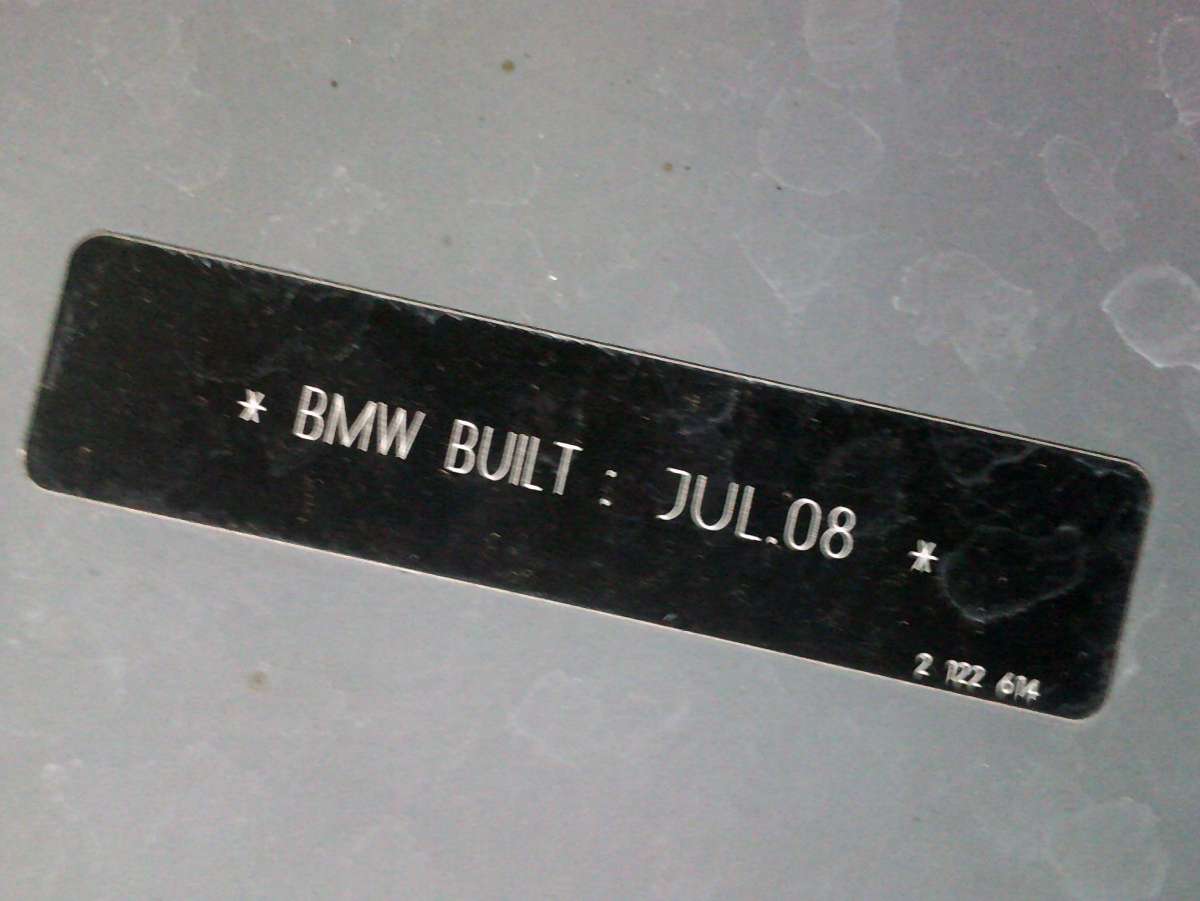 * BMW BUILT : JUL.08 *
2 122 614